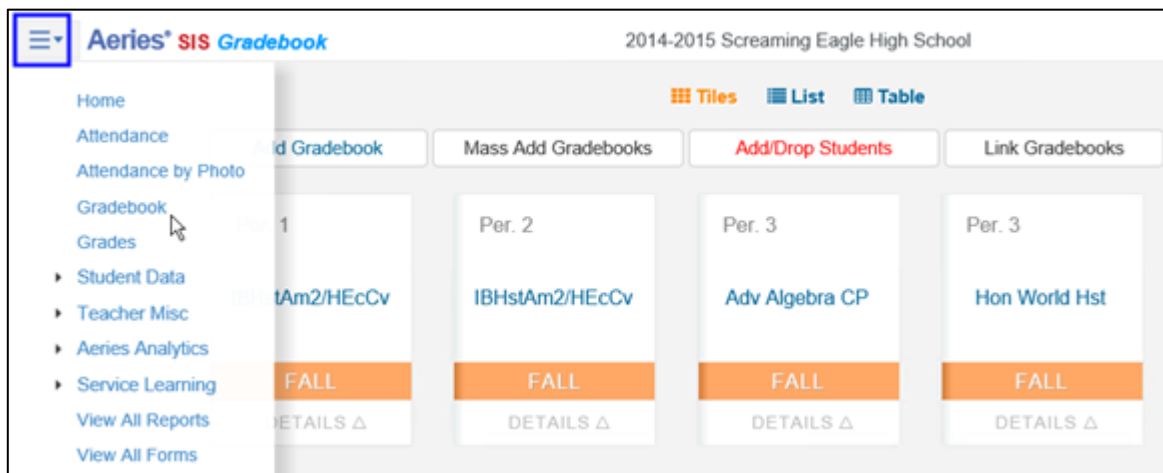 Aeries® SIS Gradebook
2014-2015 Screaming Eagle High School
Home
Attendance
Attendance by Photo
Gradebook
Grades
Student Data
Teacher Misc
Aeries Analytics
Service Learning
View All Reports
View All Forms
Tiles List Table
d Gradebook Mass Add Gradebooks Add/Drop Students Link Gradebooks
1 Per. 2 Per. 3 Per. 3
tAm2/HEcCv IBHstAm2/HEcCv Adv Algebra CP Hon World Hst
FALL FALL FALL FALL
ETAILS △ DETAILS △ DETAILS △ DETAILS △